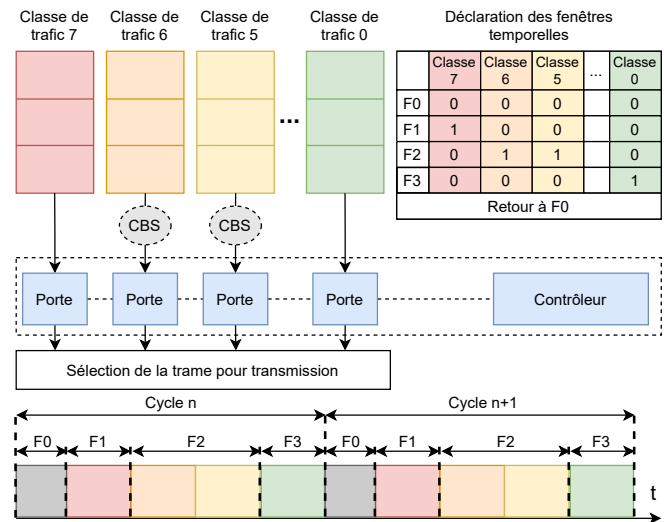 Classe de trafic 7
Classe de trafic 6
Classe de trafic 5
...
Classe de trafic 0
Déclaration des fenêtres temporelles
Classe 7 Classe 6 Classe 5 ... Classe 0
F0 0 0 0 0
F1 1 0 0 0
F2 0 1 1 0
F3 0 0 0 1
Retour à F0
CBS CBS
Porte Porte Porte Porte Contrôleur
Sélection de la trame pour transmission
Cycle n Cycle n+1
F0 F1 F2 F3 F0 F1 F2 F3
t